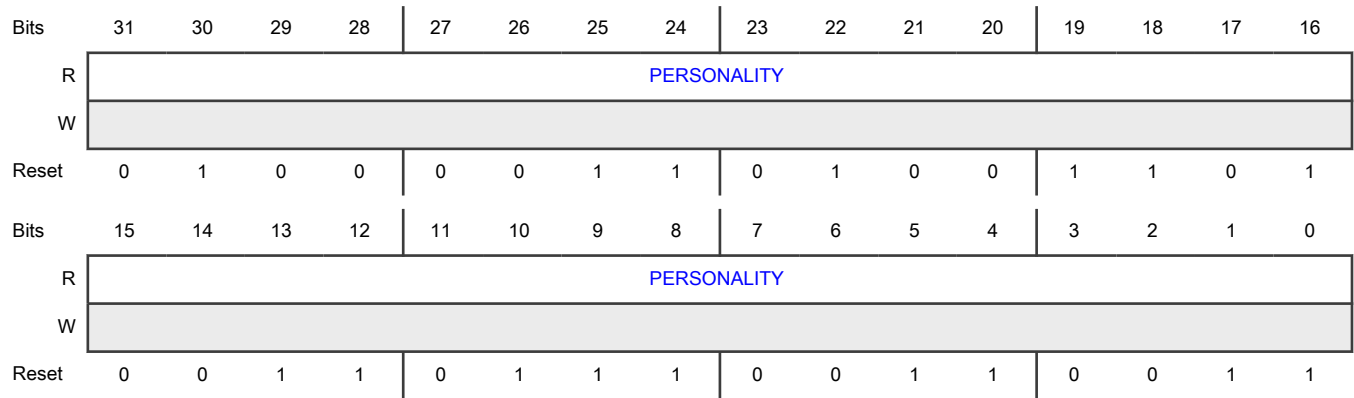 Bits 31 30 29 28 27 26 25 24 23 22 21 20 19 18 17 16
R PERSONALITY
W
Reset 0 1 0 0 0 0 1 1 0 1 0 0 1 1 0 1
Bits 15 14 13 12 11 10 9 8 7 6 5 4 3 2 1 0
R PERSONALITY
W
Reset 0 0 1 1 0 1 1 1 0 0 1 1 0 0 1 1